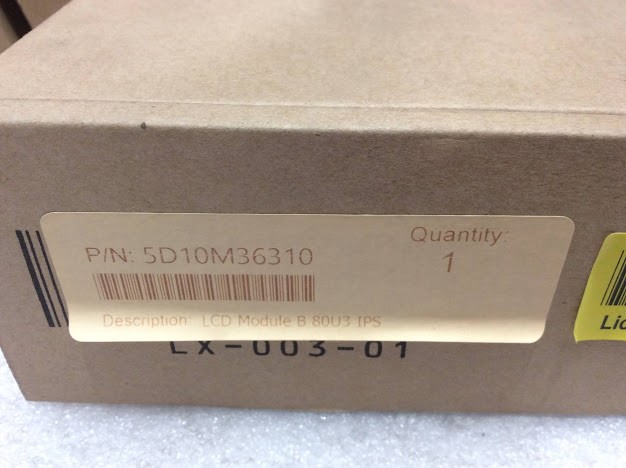 P/N: 5D10M36310
Quantity:
1
Description: LCD Module B 80U3 IPS
LX-003-01